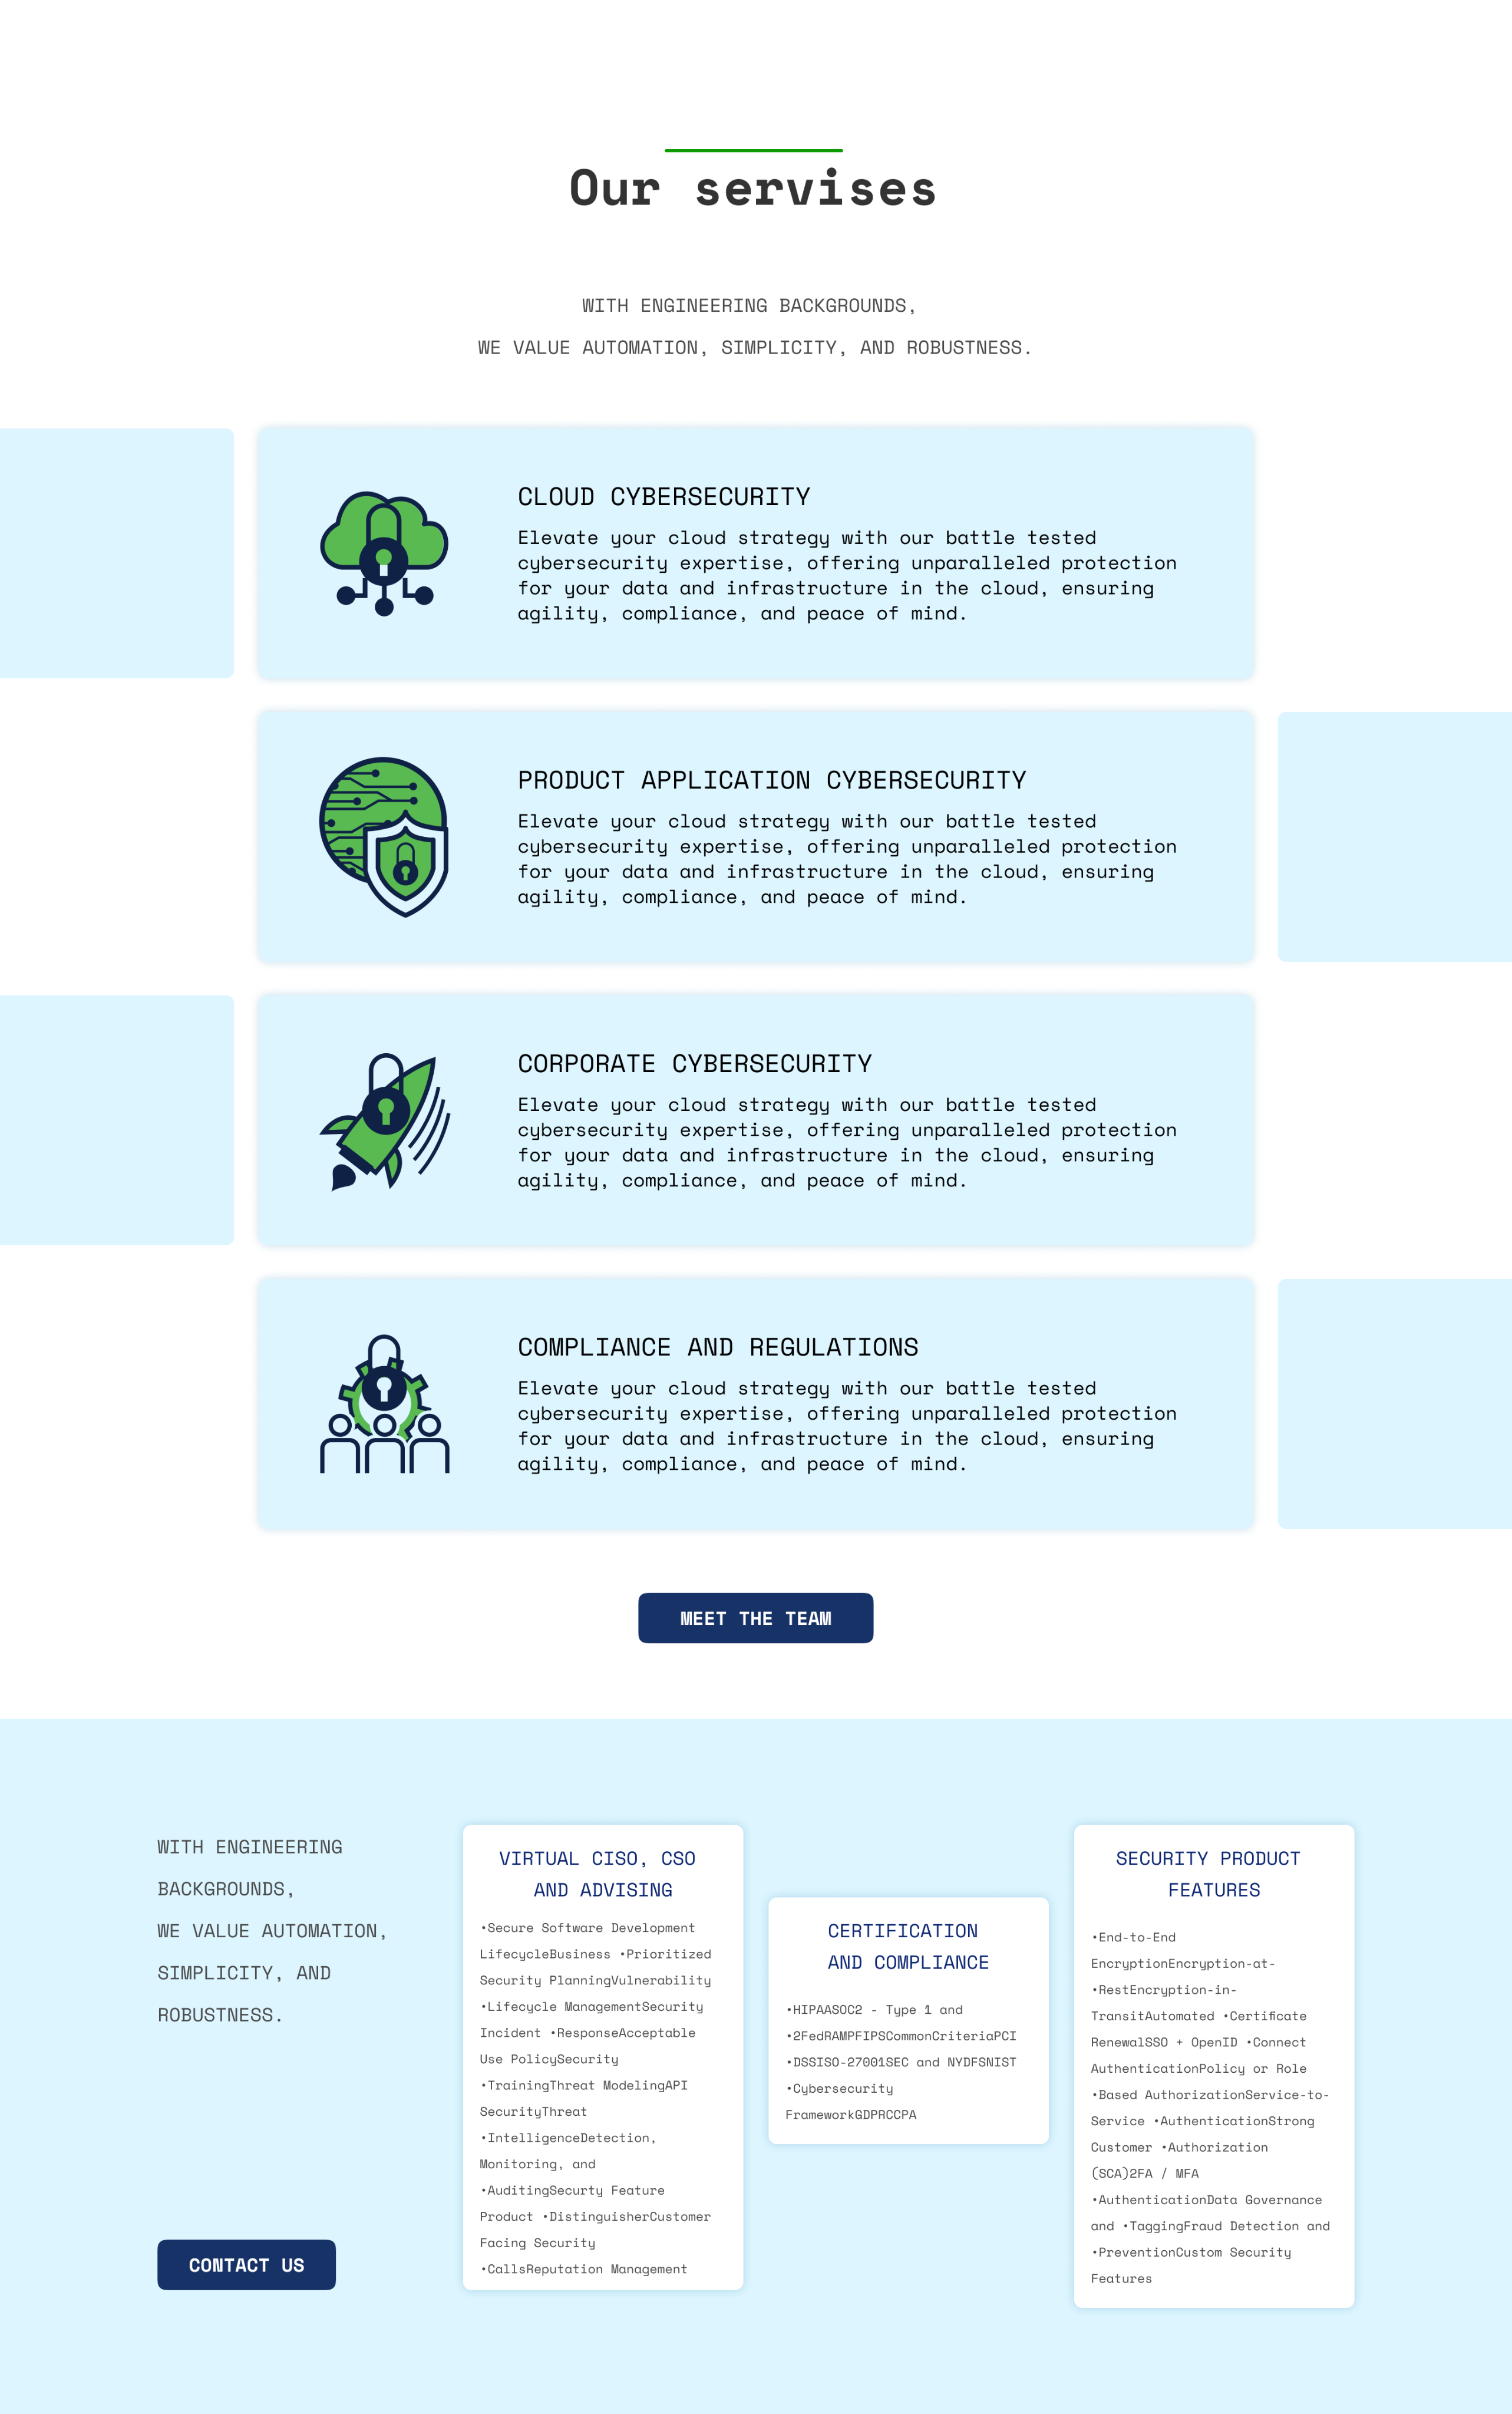 Our servises
WITH ENGINEERING BACKGROUNDS,
WE VALUE AUTOMATION, SIMPLICITY, AND ROBUSTNESS.
CLOUD CYBERSECURITY
Elevate your cloud strategy with our battle tested
cybersecurity expertise, offering unparalleled protection
for your data and infrastructure in the cloud, ensuring
agility, compliance, and peace of mind.
PRODUCT APPLICATION CYBERSECURITY
Elevate your cloud strategy with our battle tested
cybersecurity expertise, offering unparalleled protection
for your data and infrastructure in the cloud, ensuring
agility, compliance, and peace of mind.
CORPORATE CYBERSECURITY
Elevate your cloud strategy with our battle tested
cybersecurity expertise, offering unparalleled protection
for your data and infrastructure in the cloud, ensuring
agility, compliance, and peace of mind.
COMPLIANCE AND REGULATIONS
Elevate your cloud strategy with our battle tested
cybersecurity expertise, offering unparalleled protection
for your data and infrastructure in the cloud, ensuring
agility, compliance, and peace of mind.
MEET THE TEAM
WITH ENGINEERING
BACKGROUNDS,
WE VALUE AUTOMATION,
SIMPLICITY, AND
ROBUSTNESS.
CONTACT US
VIRTUAL CISO, CSO
AND ADVISING
•Secure Software Development
LifecycleBusiness •Prioritized
Security PlanningVulnerability
•Lifecycle ManagementSecurity
Incident •ResponseAcceptable
Use PolicySecurity
•TrainingThreat ModelingAPI
SecurityThreat
•IntelligenceDetection,
Monitoring, and
•AuditingSecurty Feature
Product •DistinguisherCustomer
Facing Security
•CallsReputation Management
CERTIFICATION
AND COMPLIANCE
•HIPAASOC2 - Type 1 and
•2FedRAMPFIPSCommonCriteriaPCI
•DSSISO-27001SEC and NYDFSNIST
•Cybersecurity
FrameworkGDPRCCPA
SECURITY PRODUCT
FEATURES
•End-to-End
EncryptionEncryption-at-
•RestEncryption-in-
TransitAutomated •Certificate
RenewalSSO + OpenID •Connect
AuthenticationPolicy or Role
•Based AuthorizationService-to-
Service •AuthenticationStrong
Customer •Authorization
(SCA)2FA / MFA
•AuthenticationData Governance
and •TaggingFraud Detection and
•PreventionCustom Security
Features